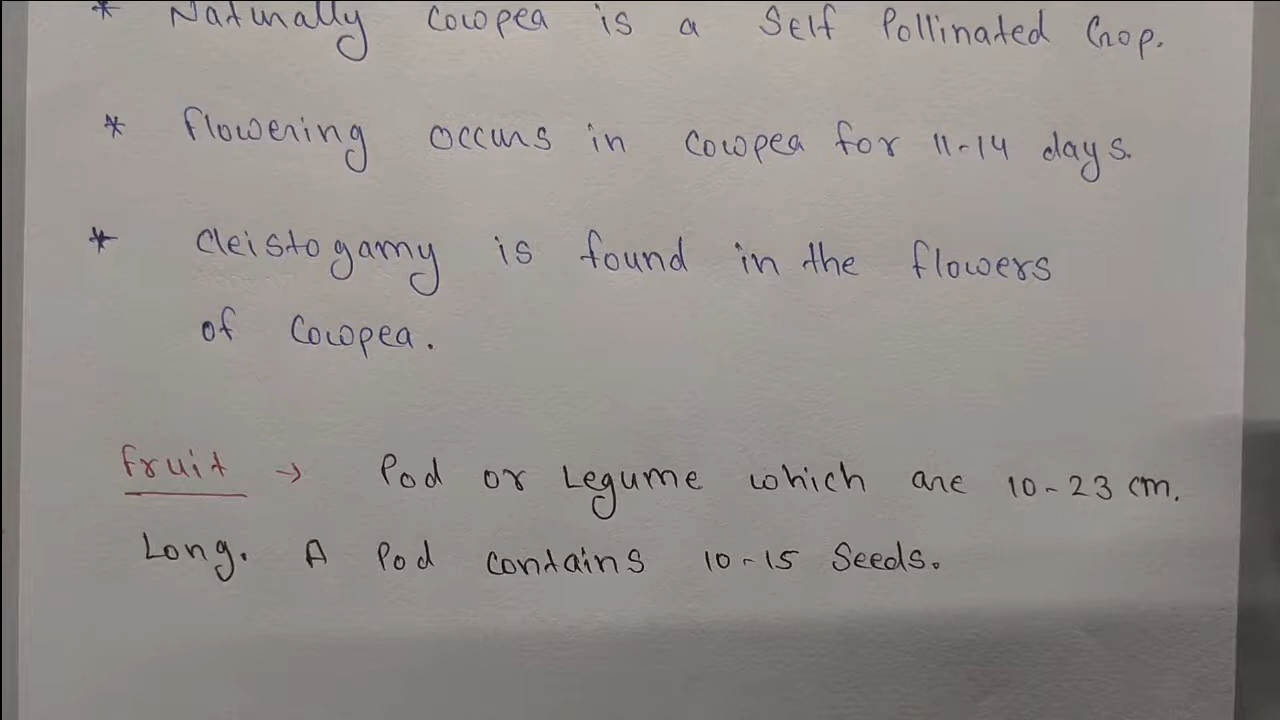 * Naturally Cowpea is a Self Pollinated Crop.
* flowering occurs in Cowpea for 11-14 days.
* cleistogamy is found in the flowers
of Cowpea.
fruit → Pod or Legume which are 10-23 cm.
Long. A Pod contains 10-15 Seeds.